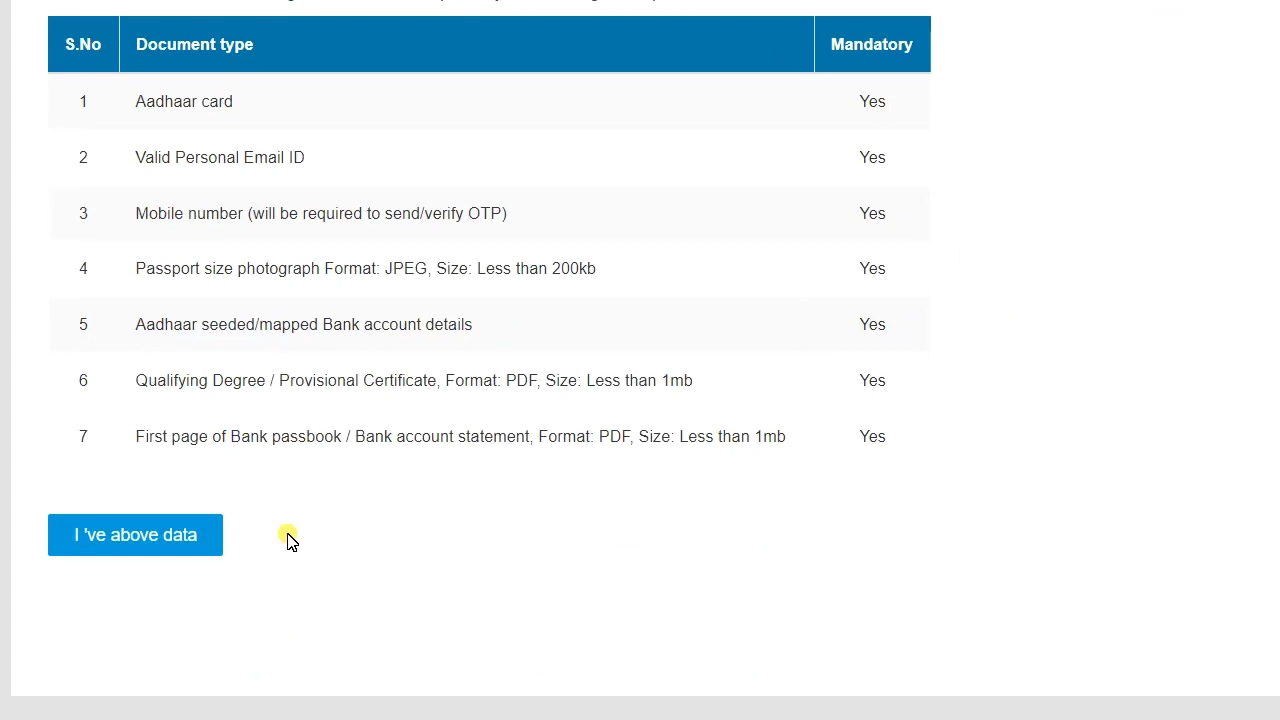 S.No Document type Mandatory
1 Aadhaar card Yes
2 Valid Personal Email ID Yes
3 Mobile number (will be required to send/verify OTP) Yes
4 Passport size photograph Format: JPEG, Size: Less than 200kb Yes
5 Aadhaar seeded/mapped Bank account details Yes
6 Qualifying Degree / Provisional Certificate, Format: PDF, Size: Less than 1mb Yes
7 First page of Bank passbook / Bank account statement, Format: PDF, Size: Less than 1mb Yes
I 've above data